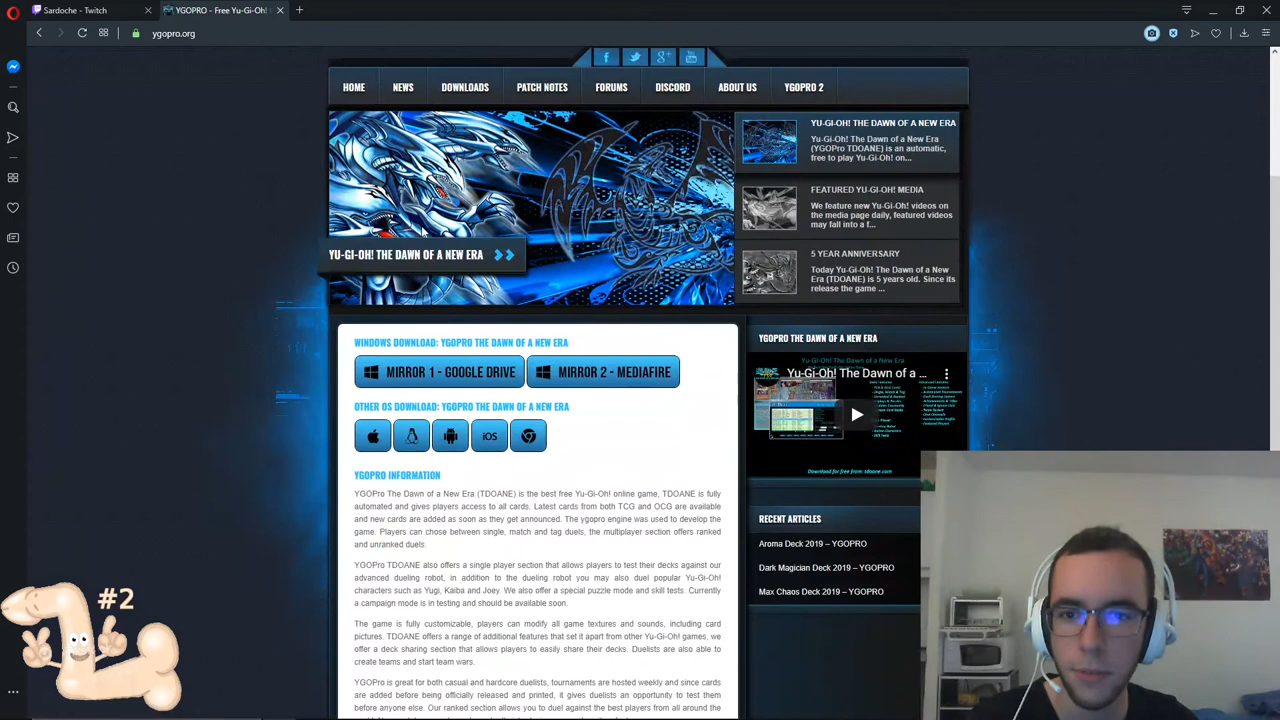 Sardoche - Twitch
YGOPRO - Free Yu-Gi-Oh!
ygopro.org
HOME
NEWS
DOWNLOADS
PATCH NOTES
FORUMS
DISCORD
ABOUT US
YGOPRO 2
YU-GI-OH! THE DAWN OF A NEW ERA
YU-GI-OH! THE DAWN OF A NEW ERA
Yu-Gi-Oh! The Dawn of a New Era
(YGOPro TDOANE) is an automatic,
free to play Yu-Gi-Oh! on...
FEATURED YU-GI-OH! MEDIA
We feature new Yu-Gi-Oh! videos on
the media page daily, featured videos
may fall into a f...
5 YEAR ANNIVERSARY
Today Yu-Gi-Oh! The Dawn of a New
Era (TDOANE) is 5 years old. Since its
release the game ...
WINDOWS DOWNLOAD: YGOPRO THE DAWN OF A NEW ERA
MIRROR 1 - GOOGLE DRIVE
MIRROR 2 - MEDIAFIRE
OTHER OS DOWNLOAD: YGOPRO THE DAWN OF A NEW ERA
iOS
YGOPRO INFORMATION
YGOPro The Dawn of a New Era (TDOANE) is the best free Yu-Gi-Oh! online game, TDOANE is fully
automated and gives players access to all cards. Latest cards from both TCG and OCG are available
and new cards are added as soon as they get announced. The ygopro engine was used to develop the
game. Players can chose between single, match and tag duels, the multiplayer section offers ranked
and unranked duels.
YGOPro TDOANE also offers a single player section that allows players to test their decks against our
advanced dueling robot, in addition to the dueling robot you may also duel popular Yu-Gi-Oh!
characters such as Yugi, Kaiba and Joey. We also offer a special puzzle mode and skill tests. Currently
a campaign mode is in testing and should be available soon.
The game is fully customizable, players can modify all game textures and sounds, including card
pictures. TDOANE offers a range of additional features that set it apart from other Yu-Gi-Oh! games, we
offer a deck sharing section that allows players to easily share their decks. Duelists are also able to
create teams and start team wars.
YGOPro is great for both casual and hardcore duelists, tournaments are hosted weekly and since cards
are added before being officially released and printed, it gives duelists an opportunity to test them
before anyone else. Our ranked section allows you to duel against the best players from all around the
YGOPRO THE DAWN OF A NEW ERA
Yu-Gi-Oh! The Dawn of a New Era
Yu-Gi-Oh! The Dawn of a ...
Download for free from: tdoane.com
RECENT ARTICLES
Aroma Deck 2019 – YGOPRO
Dark Magician Deck 2019 – YGOPRO
Max Chaos Deck 2019 – YGOPRO
#2